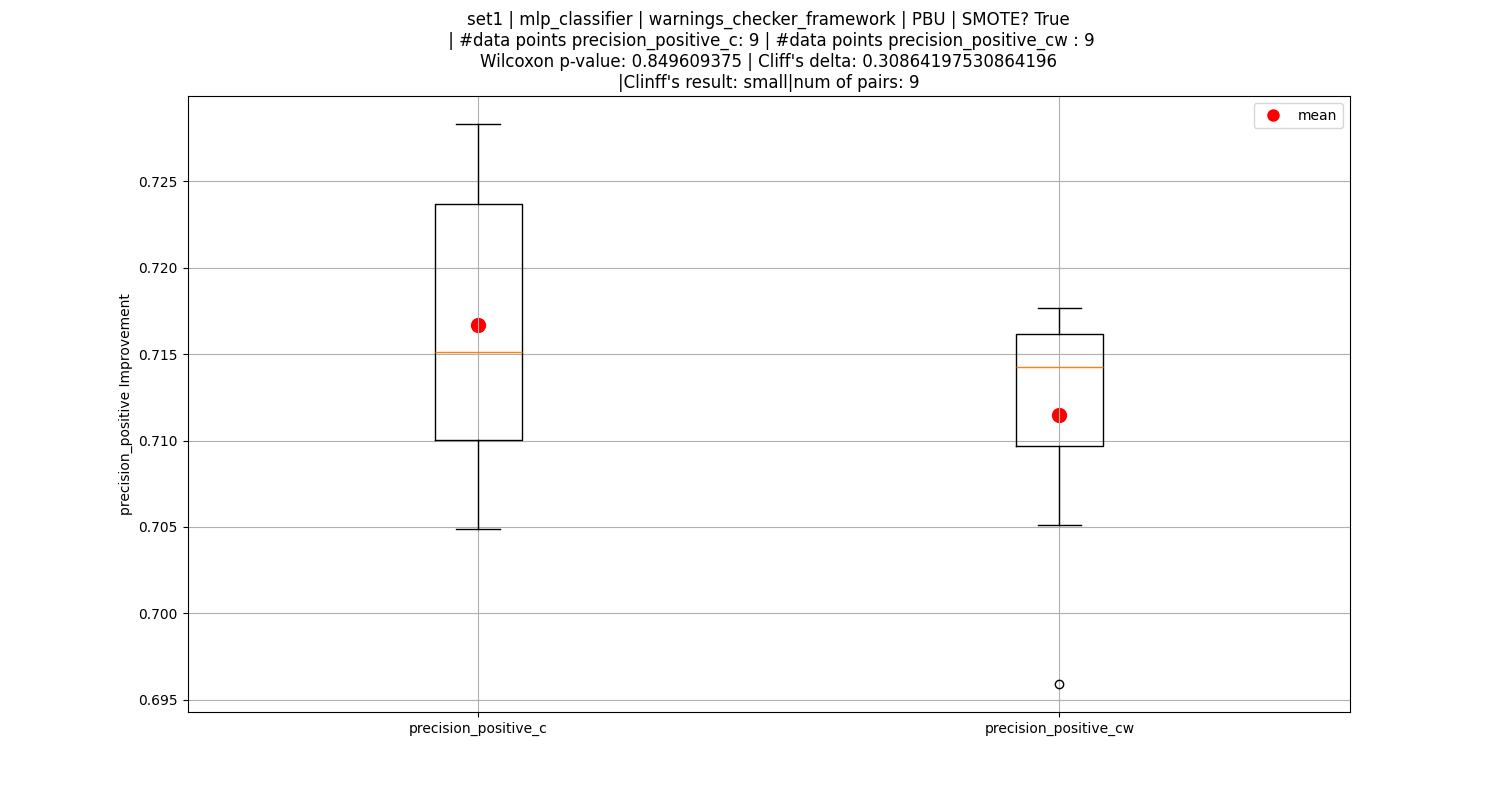 set1 | mlp_classifier | warnings_checker_framework | PBU | SMOTE? True
| #data points precision_positive_c: 9 | #data points precision_positive_cw : 9
Wilcoxon p-value: 0.849609375 | Cliff's delta: 0.30864197530864196
|Clinff's result: small|num of pairs: 9
mean
0.725
0.720
0.715
0.710
0.705
0.700
0.695
precision_positive Improvement
precision_positive_c
precision_positive_cw